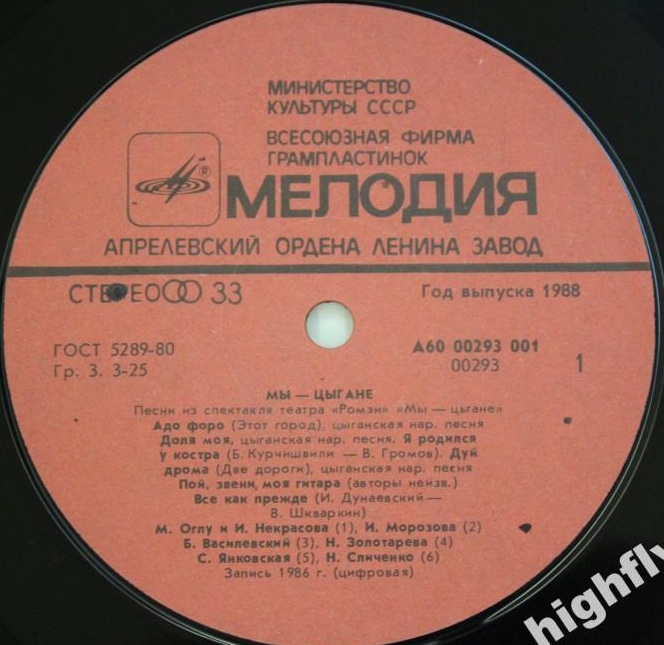 МИНИСТЕРСТВО
КУЛЬТУРЫ СССР
ВСЕСОЮЗНАЯ ФИРМА
ГРАМПЛАСТИНОК
®
МЕЛОДИЯ
АПРЕЛЕВСКИЙ ОРДЕНА ЛЕНИНА ЗАВОД
СТЕРЕО 33
Год выпуска 1988
ГОСТ 5289-80
Гр. 3. 3-25
А60 00293 001
00293
1
МЫ — ЦЫГАНЕ
Песни из спектакля театра «Ромэн» «Мы — цыгане»
Адо форо (Этот город), цыганская нар. песня
Доля моя, цыганская нар. песня. Я родился
у костра (Б. Курчишвили — В. Громов). Дуй
дрома (Две дороги), цыганская нар. песня
Пой, звени, моя гитара (авторы неизв.)
Все как прежде (И. Дунаевский —
В. Шкваркин)
М. Оглу и И. Некрасова (1), И. Морозова (2)
Б. Василевский (3), Н. Золотарева (4)
С. Янковская (5), Н. Сличенко (6)
Запись 1986 г. (цифровая)
highfly